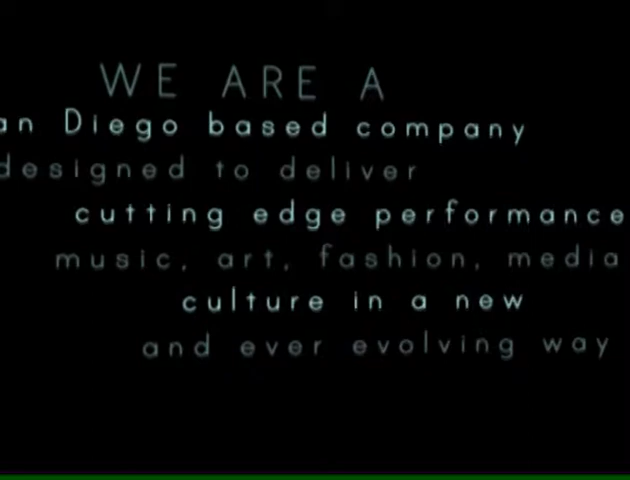 WE ARE A
an Diego based company
designed to deliver
cutting edge performance
music, art, fashion, media
culture in a new
and ever evolving way